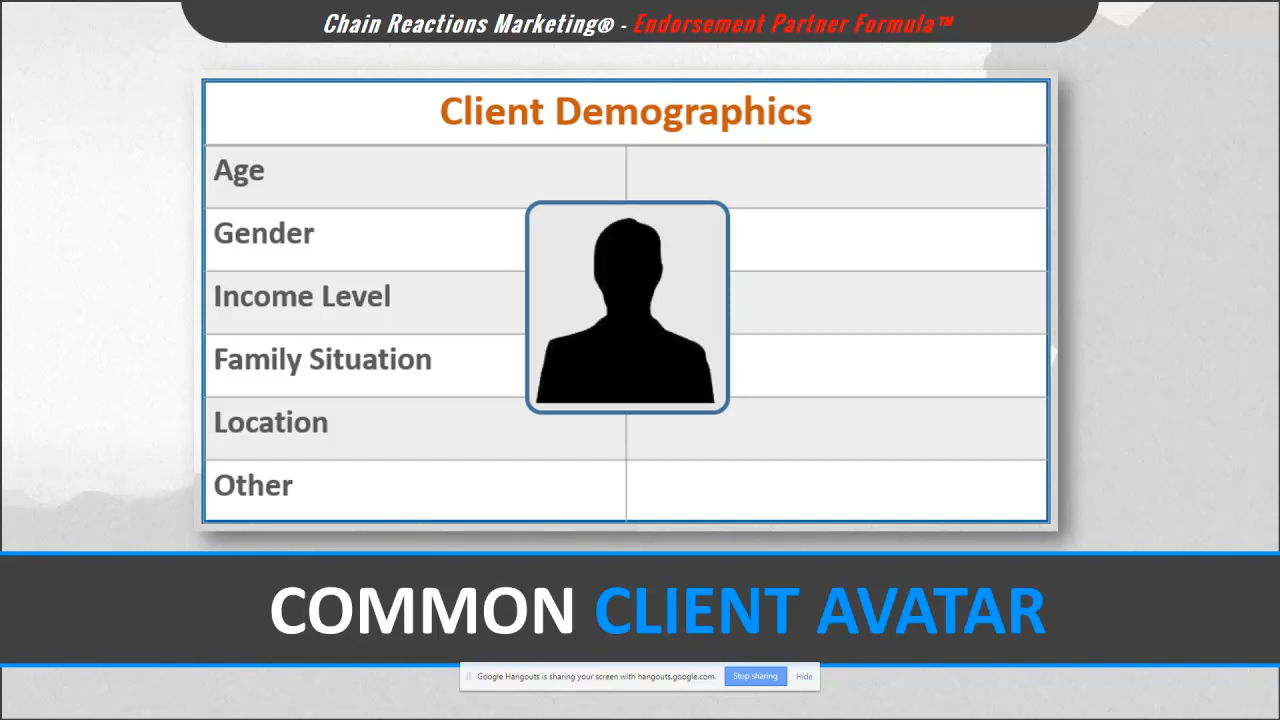 Chain Reactions Marketing® - Endorsement Partner Formula™
Client Demographics
Age
Gender
Income Level
Family Situation
Location
Other
COMMON CLIENT AVATAR
Google Hangouts is sharing your screen with hangouts.google.com. Stop sharing Hide